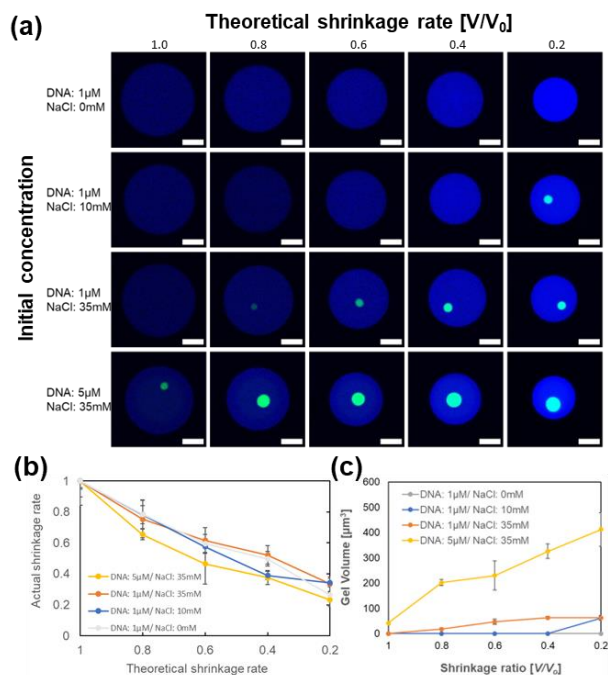 (a)
Theoretical shrinkage rate [V/V₀]
1.0 0.8 0.6 0.4 0.2
Initial concentration
DNA: 1μM
NaCl: 0mM
DNA: 1μM
NaCl: 10mM
DNA: 1μM
NaCl: 35mM
DNA: 5μM
NaCl: 35mM
(b)
Actual shrinkage rate
1
0.8
0.6
0.4
0.2
0
DNA: 5μM/ NaCl: 35mM
DNA: 1μM/ NaCl: 35mM
DNA: 1μM/ NaCl: 10mM
DNA: 1μM/ NaCl: 0mM
1 0.8 0.6 0.4 0.2
Theoretical shrinkage rate
(c)
Gel Volume [μm³]
600
500
400
300
200
100
0
DNA: 1μM/ NaCl: 0mM
DNA: 1μM/ NaCl: 10mM
DNA: 1μM/ NaCl: 35mM
DNA: 5μM/ NaCl: 35mM
1 0.8 0.6 0.4 0.2
Shrinkage ratio [V/V₀]